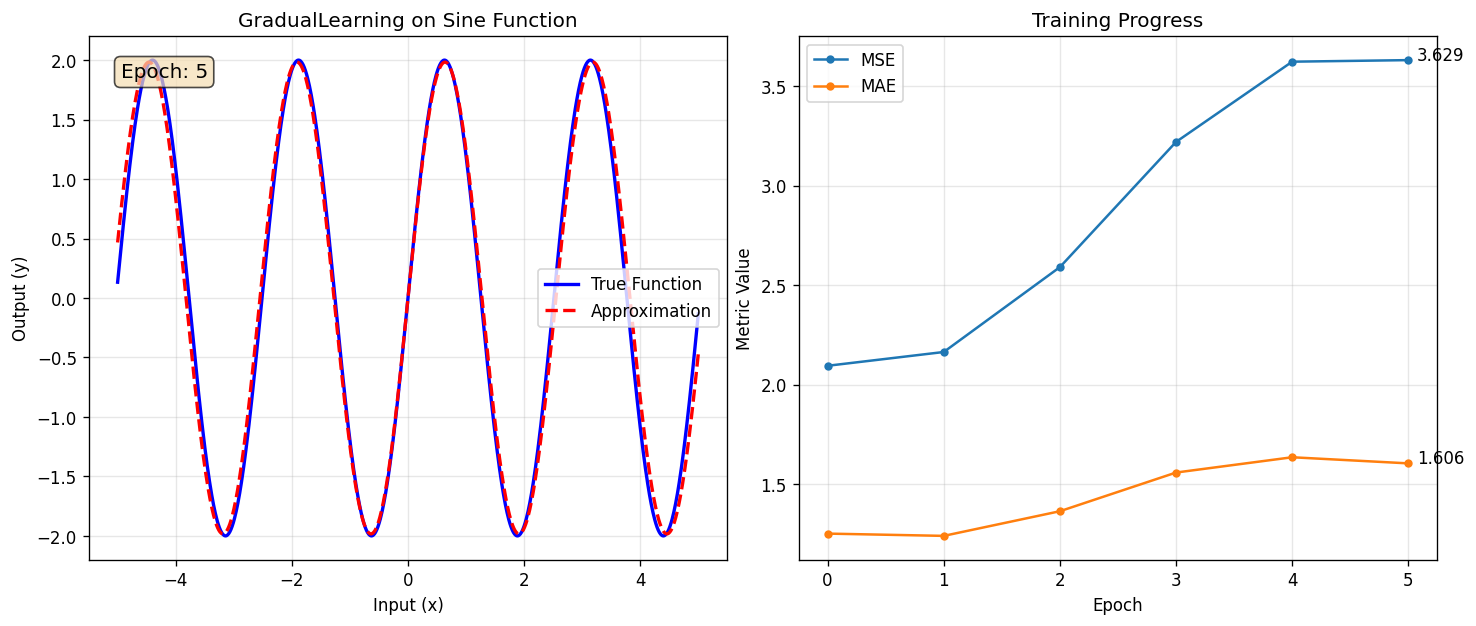 GradualLearning on Sine Function
Epoch: 5
2.0
1.5
1.0
0.5
0.0
−0.5
−1.0
−1.5
−2.0
Output (y)
True Function
Approximation
−4
−2
0
2
4
Input (x)
Training Progress
MSE
MAE
3.629
1.606
3.5
3.0
2.5
2.0
1.5
Metric Value
0
1
2
3
4
5
Epoch